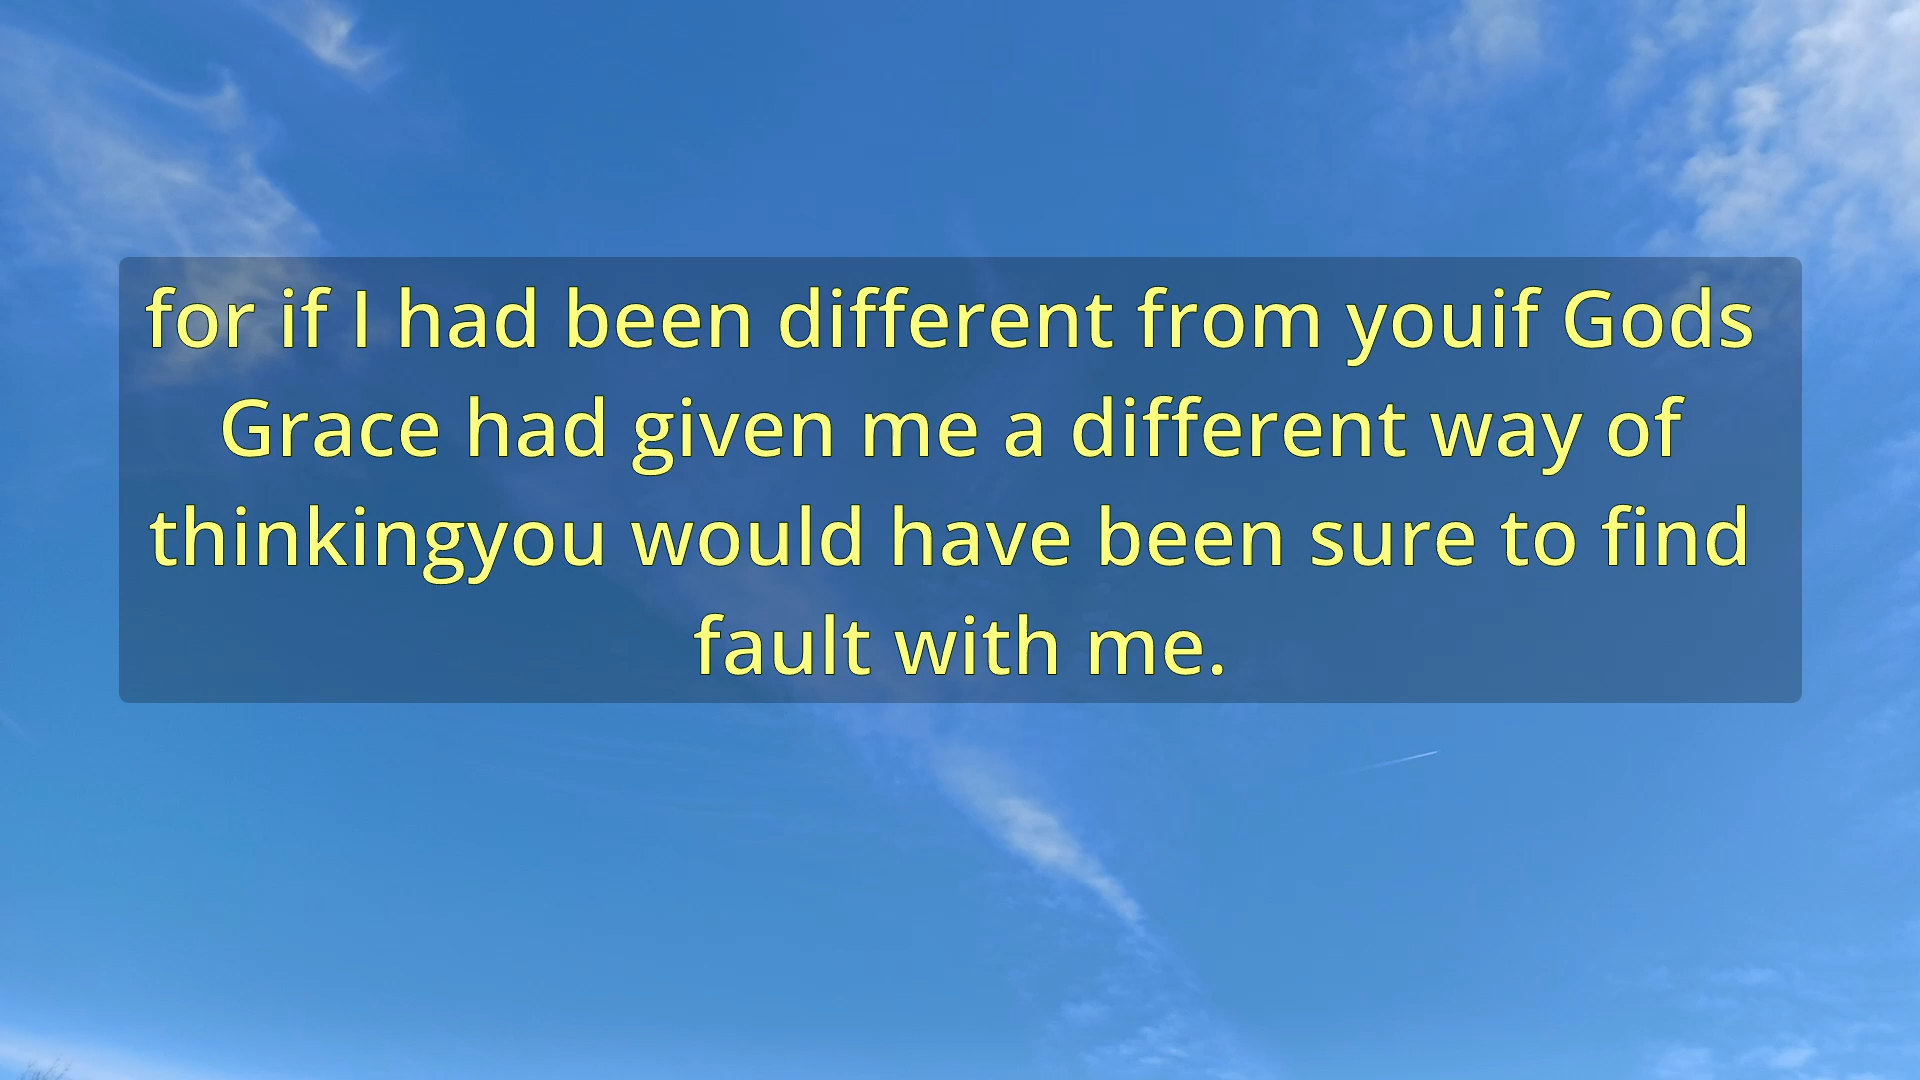 for if I had been different from youif Gods
Grace had given me a different way of
thinkingyou would have been sure to find
fault with me.